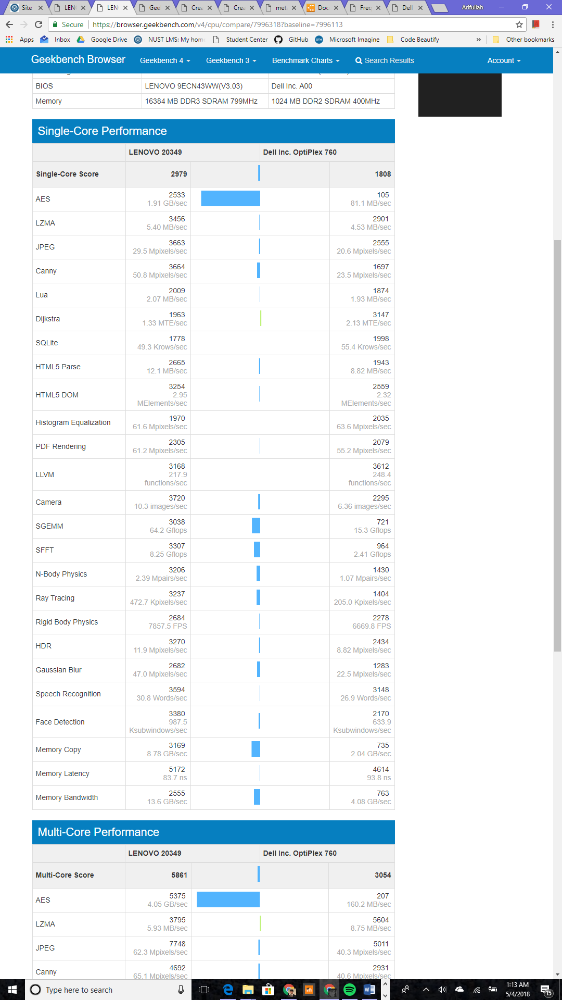 Site
LEN
LEN
Gee
Crea
Crea
met
Doc
Frec
Dell
Arifullah
Secure
https://browser.geekbench.com/v4/cpu/compare/7996318?baseline=7996113
Apps
Inbox
Google Drive
NUST LMS: My hom
Student Center
GitHub
Microsoft Imagine
Code Beautify
»
Other bookmarks
Geekbench Browser
Geekbench 4
Geekbench 3
Benchmark Charts
Search Results
Account
BIOS LENOVO 9ECN43WW(V3.03) Dell Inc. A00
Memory 16384 MB DDR3 SDRAM 799MHz 1024 MB DDR2 SDRAM 400MHz
Single-Core Performance
LENOVO 20349 Dell Inc. OptiPlex 760
Single-Core Score 2979 1808
AES 2533 105
1.91 GB/sec 81.1 MB/sec
LZMA 3456 2901
5.40 MB/sec 4.53 MB/sec
JPEG 3663 2555
29.5 Mpixels/sec 20.6 Mpixels/sec
Canny 3664 1697
50.8 Mpixels/sec 23.5 Mpixels/sec
Lua 2009 1874
2.07 MB/sec 1.93 MB/sec
Dijkstra 1963 3147
1.33 MTE/sec 2.13 MTE/sec
SQLite 1778 1998
49.3 Krows/sec 55.4 Krows/sec
HTML5 Parse 2665 1943
12.1 MB/sec 8.82 MB/sec
HTML5 DOM 3254 2559
2.95 2.32
MElements/sec MElements/sec
Histogram Equalization 1970 2035
61.6 Mpixels/sec 63.6 Mpixels/sec
PDF Rendering 2305 2079
61.2 Mpixels/sec 55.2 Mpixels/sec
LLVM 3168 3612
217.9 248.4
functions/sec functions/sec
Camera 3720 2295
10.3 images/sec 6.36 images/sec
SGEMM 3038 721
64.2 Gflops 15.3 Gflops
SFFT 3307 964
8.25 Gflops 2.41 Gflops
N-Body Physics 3206 1430
2.39 Mpairs/sec 1.07 Mpairs/sec
Ray Tracing 3237 1404
472.7 Kpixels/sec 205.0 Kpixels/sec
Rigid Body Physics 2684 2278
7857.5 FPS 6669.8 FPS
HDR 3270 2434
11.9 Mpixels/sec 8.82 Mpixels/sec
Gaussian Blur 2682 1283
47.0 Mpixels/sec 22.5 Mpixels/sec
Speech Recognition 3594 3148
30.8 Words/sec 26.9 Words/sec
Face Detection 3380 2170
987.5 633.9
Ksubwindows/sec Ksubwindows/sec
Memory Copy 3169 735
8.78 GB/sec 2.04 GB/sec
Memory Latency 5172 4614
83.7 ns 93.8 ns
Memory Bandwidth 2555 763
13.6 GB/sec 4.08 GB/sec
Multi-Core Performance
LENOVO 20349 Dell Inc. OptiPlex 760
Multi-Core Score 5861 3054
AES 5375 207
4.05 GB/sec 160.2 MB/sec
LZMA 3795 5604
5.93 MB/sec 8.75 MB/sec
JPEG 7748 5011
62.3 Mpixels/sec 40.3 Mpixels/sec
Canny 4692 2931
65.1 Mpixels/sec 40.6 Mpixels/sec
Type here to search
1:13 AM
5/4/2018
15